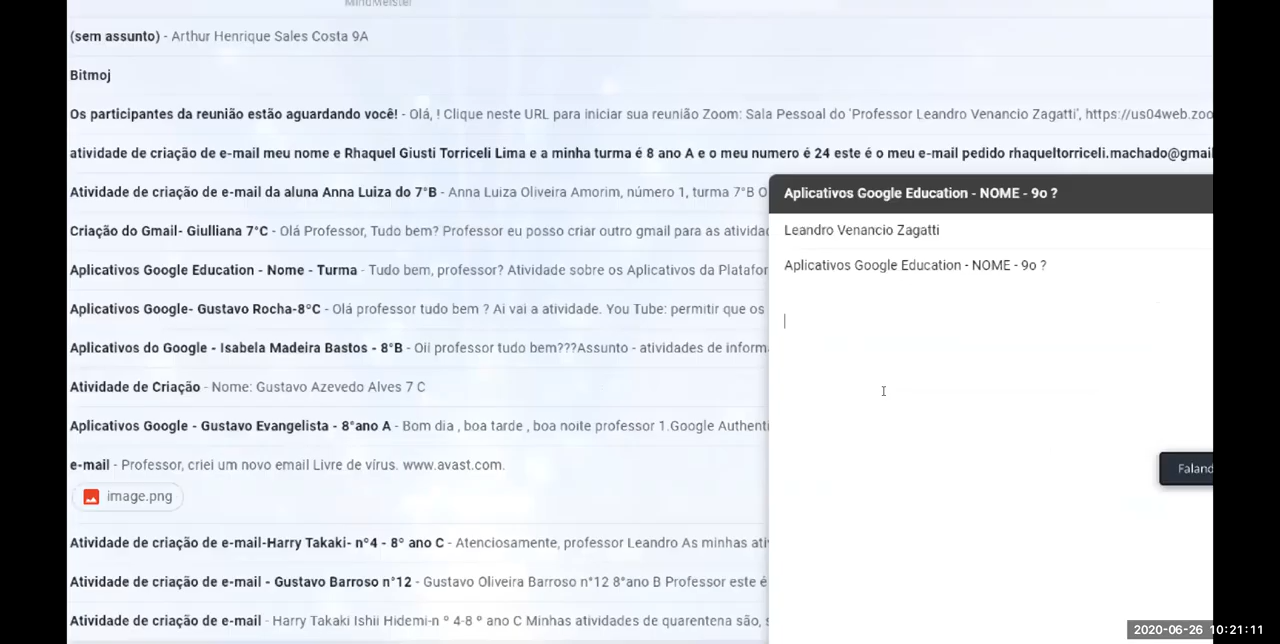 MindMeister
(sem assunto) - Arthur Henrique Sales Costa 9A
Bitmoj
Os participantes da reunião estão aguardando você! - Olá, ! Clique neste URL para iniciar sua reunião Zoom: Sala Pessoal do 'Professor Leandro Venancio Zagatti', https://us04web.zoo
atividade de criação de e-mail meu nome e Rhaquel Giusti Torriceli Lima e a minha turma é 8 ano A e o meu numero é 24 este é o meu e-mail pedido rhaqueltorriceli.machado@gmail
Atividade de criação de e-mail da aluna Anna Luiza do 7°B - Anna Luiza Oliveira Amorim, número 1, turma 7°B O
Criação do Gmail- Giulliana 7°C - Olá Professor, Tudo bem? Professor eu posso criar outro gmail para as ativida
Aplicativos Google Education - Nome - Turma - Tudo bem, professor? Atividade sobre os Aplicativos da Platafor
Aplicativos Google- Gustavo Rocha-8°C - Olá professor tudo bem ? Ai vai a atividade. You Tube: permitir que os
Aplicativos do Google - Isabela Madeira Bastos - 8°B - Oii professor tudo bem???Assunto - atividades de inform
Atividade de Criação - Nome: Gustavo Azevedo Alves 7 C
Aplicativos Google - Gustavo Evangelista - 8°ano A - Bom dia , boa tarde , boa noite professor 1.Google Authenti
e-mail - Professor, criei um novo email Livre de vírus. www.avast.com.
image.png
Atividade de criação de e-mail-Harry Takaki- n°4 - 8° ano C - Atenciosamente, professor Leandro As minhas ati
Atividade de criação de e-mail - Gustavo Barroso n°12 - Gustavo Oliveira Barroso n°12 8°ano B Professor este é
Atividade de criação de e-mail - Harry Takaki Ishii Hidemi-n º 4-8 º ano C Minhas atividades de quarentena são, s
Aplicativos Google Education - NOME - 9o ?
Leandro Venancio Zagatti
Aplicativos Google Education - NOME - 9o ?
Faland
2020-06-26 10:21:11